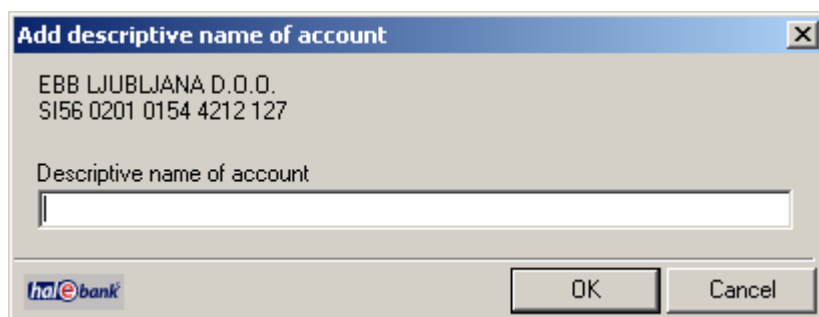 Add descriptive name of account
EBB LJUBLJANA D.O.O.
SI56 0201 0154 4212 127
Descriptive name of account
hal e bank
OK
Cancel